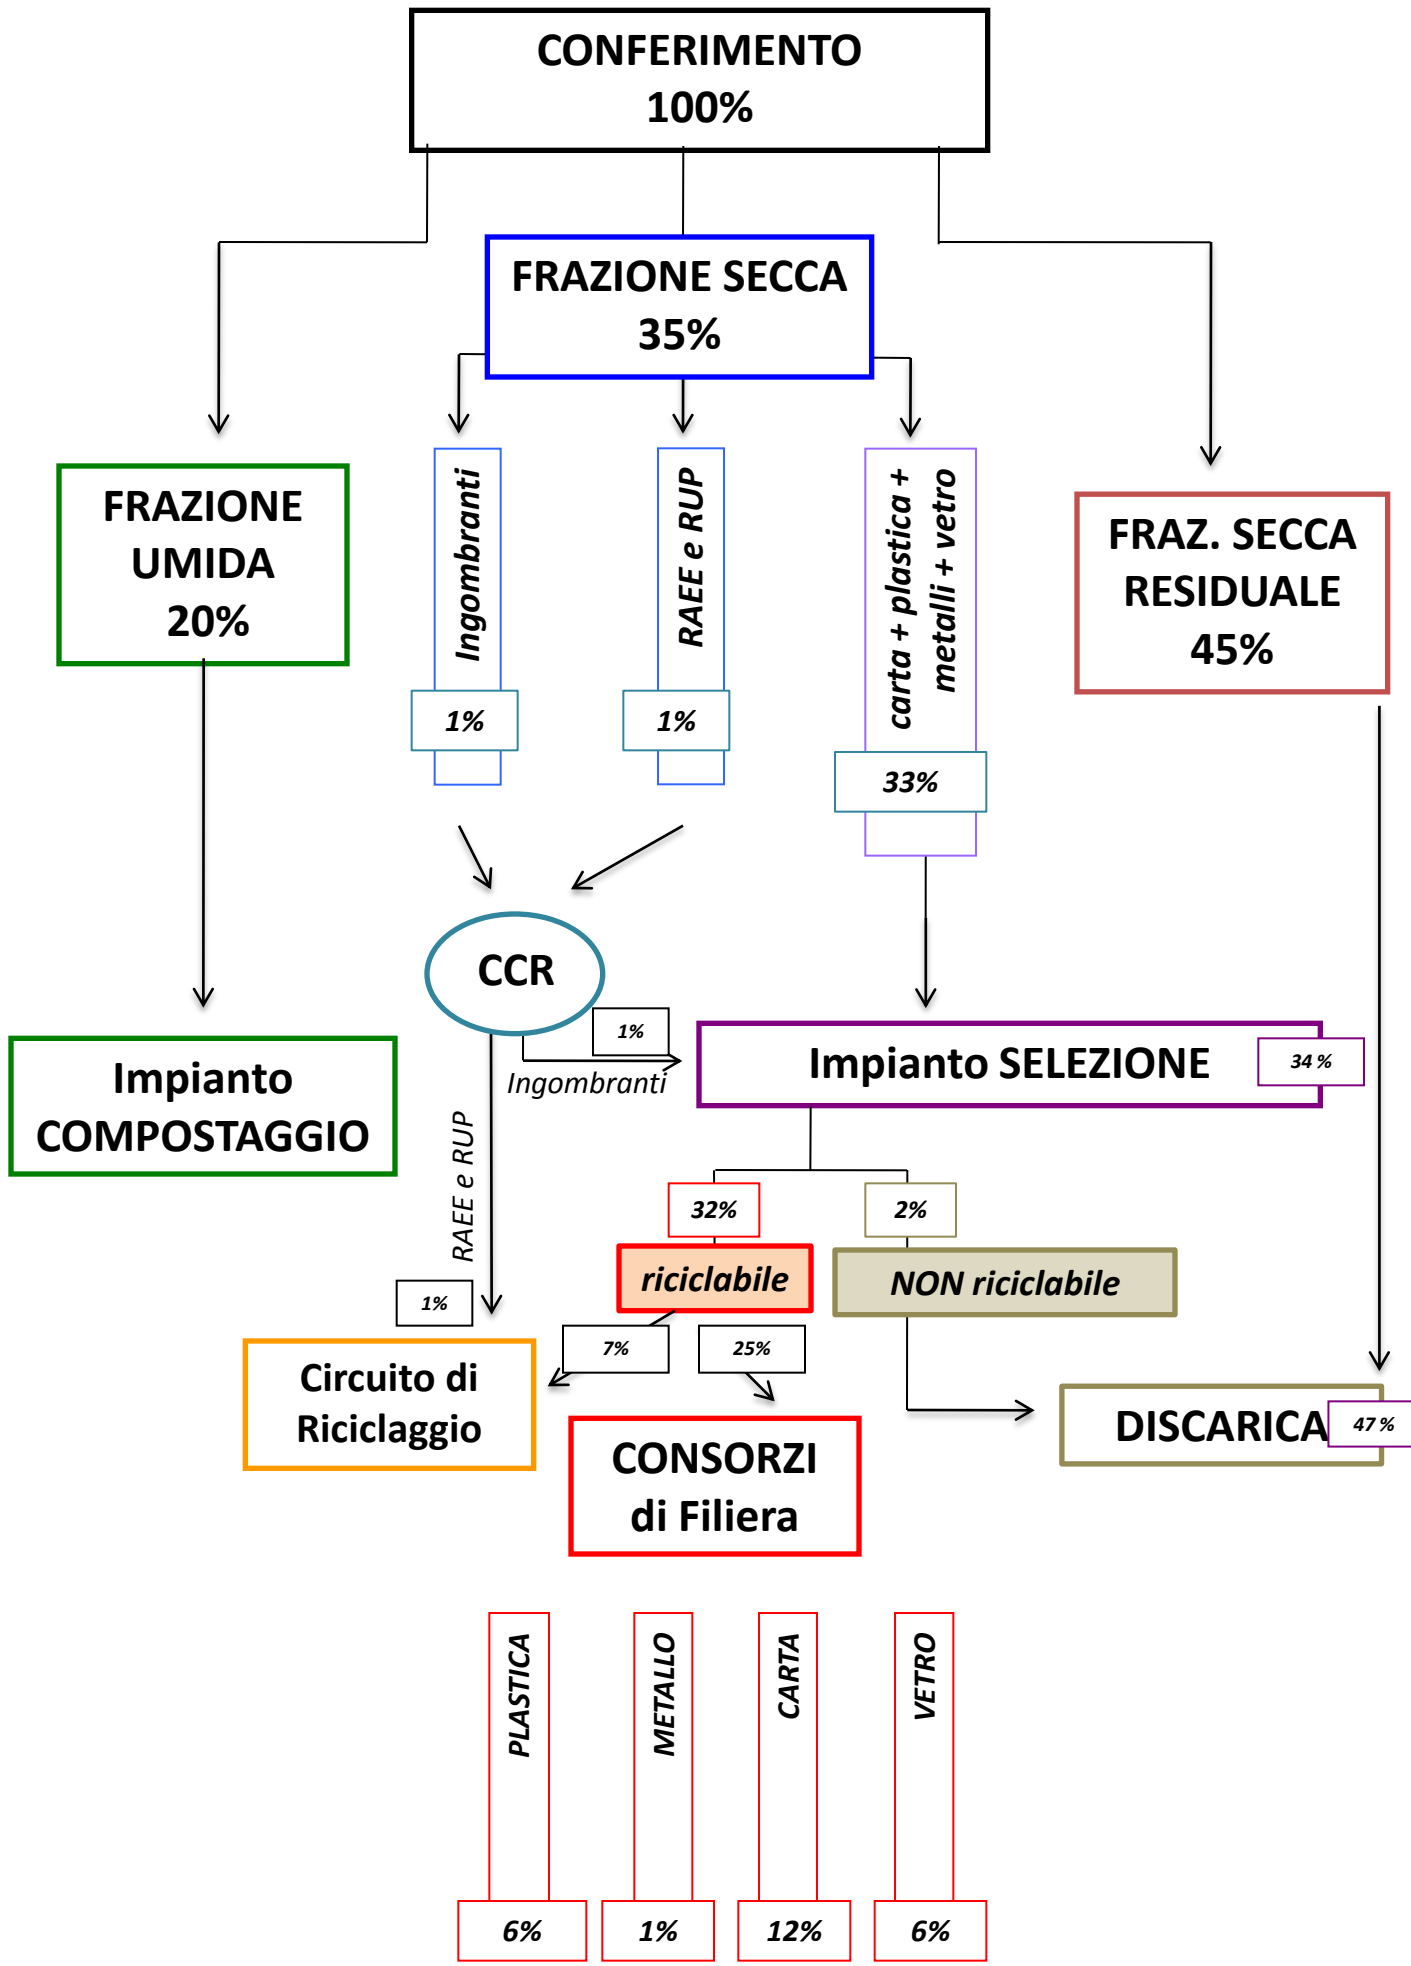 CONFERIMENTO
100%
FRAZIONE SECCA
35%
FRAZIONE
UMIDA
20%
Ingombranti
1%
RAEE e RUP
1%
carta + plastica +
metalli + vetro
33%
FRAZ. SECCA
RESIDUALE
45%
CCR
1%
Ingombranti
Impianto SELEZIONE
34 %
Impianto
COMPOSTAGGIO
RAEE e RUP
1%
32%
2%
riciclabile
NON riciclabile
7%
25%
Circuito di
Riciclaggio
CONSORZI
di Filiera
DISCARICA
47 %
PLASTICA
METALLO
CARTA
VETRO
6%
1%
12%
6%